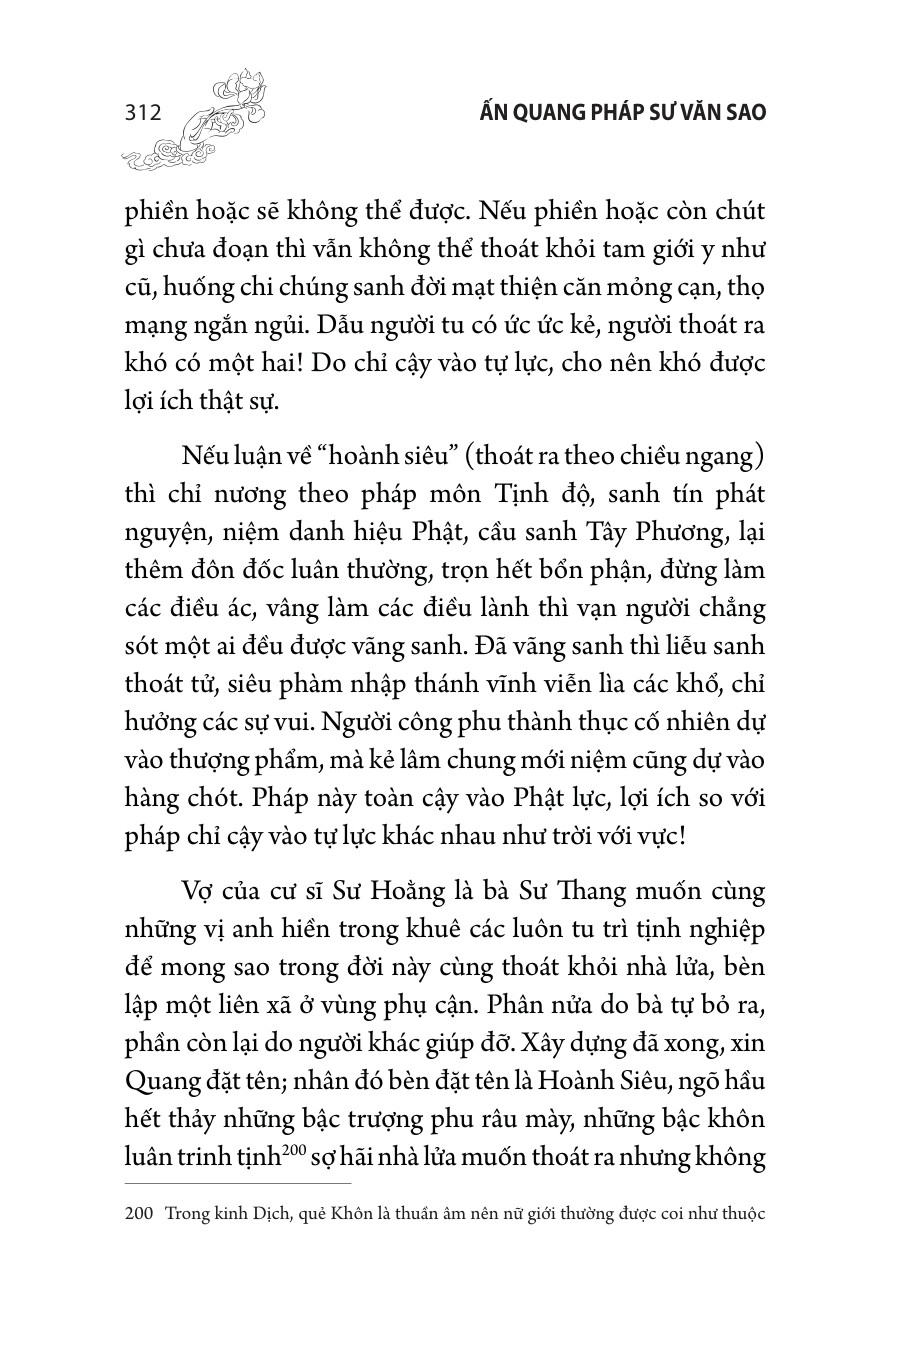 312
ẤN QUANG PHÁP SƯ VĂN SAO
phiền hoặc sẽ không thể được. Nếu phiền hoặc còn chút
gì chưa đoạn thì vẫn không thể thoát khỏi tam giới y như
cũ, huống chi chúng sanh đời mạt thiện căn mỏng cạn, thọ
mạng ngắn ngủi. Dẫu người tu có ức ức kẻ, người thoát ra
khó có một hai! Do chỉ cậy vào tự lực, cho nên khó được
lợi ích thật sự.
Nếu luận về “hoành siêu” (thoát ra theo chiều ngang)
thì chỉ nương theo pháp môn Tịnh độ, sanh tín phát
nguyện, niệm danh hiệu Phật, cầu sanh Tây Phương, lại
thêm đôn đốc luân thường, trọn hết bổn phận, đừng làm
các điều ác, vâng làm các điều lành thì vạn người chẳng
sót một ai đều được vãng sanh. Đã vãng sanh thì liễu sanh
thoát tử, siêu phàm nhập thánh vĩnh viễn lìa các khổ, chỉ
hưởng các sự vui. Người công phu thành thục cố nhiên dự
vào thượng phẩm, mà kẻ lâm chung mới niệm cũng dự vào
hàng chót. Pháp này toàn cậy vào Phật lực, lợi ích so với
pháp chỉ cậy vào tự lực khác nhau như trời với vực!
Vợ của cư sĩ Sư Hoằng là bà Sư Thang muốn cùng
những vị anh hiền trong khuê các luôn tu trì tịnh nghiệp
để mong sao trong đời này cùng thoát khỏi nhà lửa, bèn
lập một liên xã ở vùng phụ cận. Phân nửa do bà tự bỏ ra,
phần còn lại do người khác giúp đỡ. Xây dựng đã xong, xin
Quang đặt tên; nhân đó bèn đặt tên là Hoành Siêu, ngõ hầu
hết thảy những bậc trượng phu râu mày, những bậc khôn
luân trinh tịnh200 sợ hãi nhà lửa muốn thoát ra nhưng không
200 Trong kinh Dịch, quẻ Khôn là thuần âm nên nữ giới thường được coi như thuộc